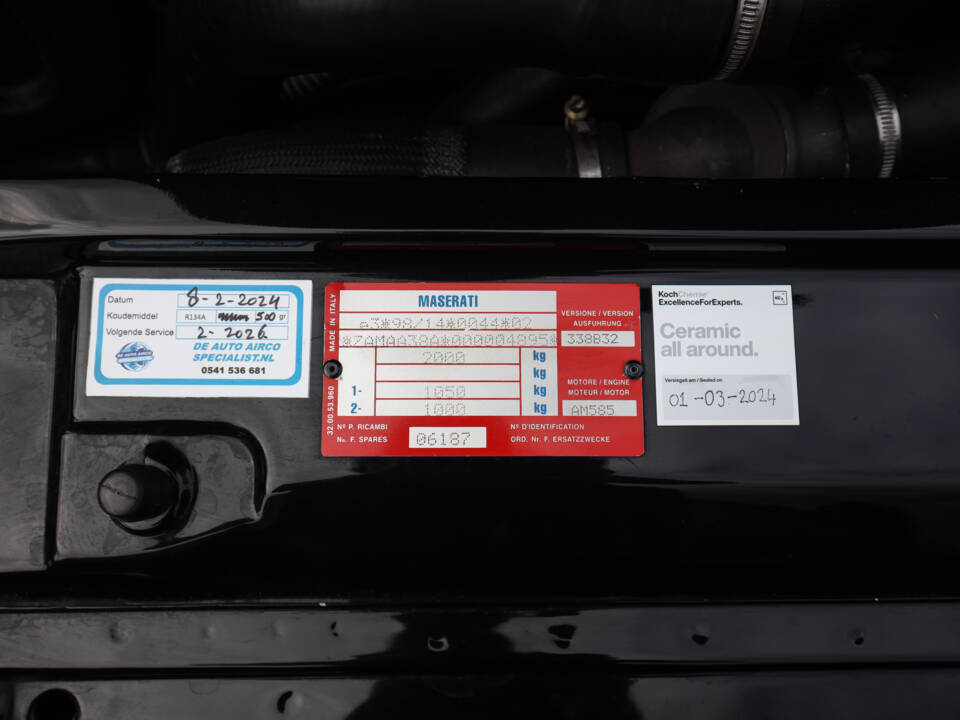 Datum 8-2-2024
Koudemiddel R134A 500 gr
Volgende Service 2-2026
DE AUTO AIRCO
SPECIALIST.NL
0541 536 681
MADE IN ITALY
32.00.53.960
MASERATI
e3*98/14*0044*02
*ZAMAA38A*000004895*
2000 kg
kg
1- 1050 kg
2- 1000 kg
VERSIONE / VERSION
AUSFUHRUNG
338B32
MOTORE / ENGINE
MOTEUR / MOTOR
AM585
Nº P. RICAMBI
No. F. SPARES
06187
Nº D'IDENTIFICATION
ORD. Nr. F. ERSATZZWECKE
KochChemie
ExcellenceForExperts.
Ceramic
all around.
Versiegelt am / Sealed on
01-03-2024